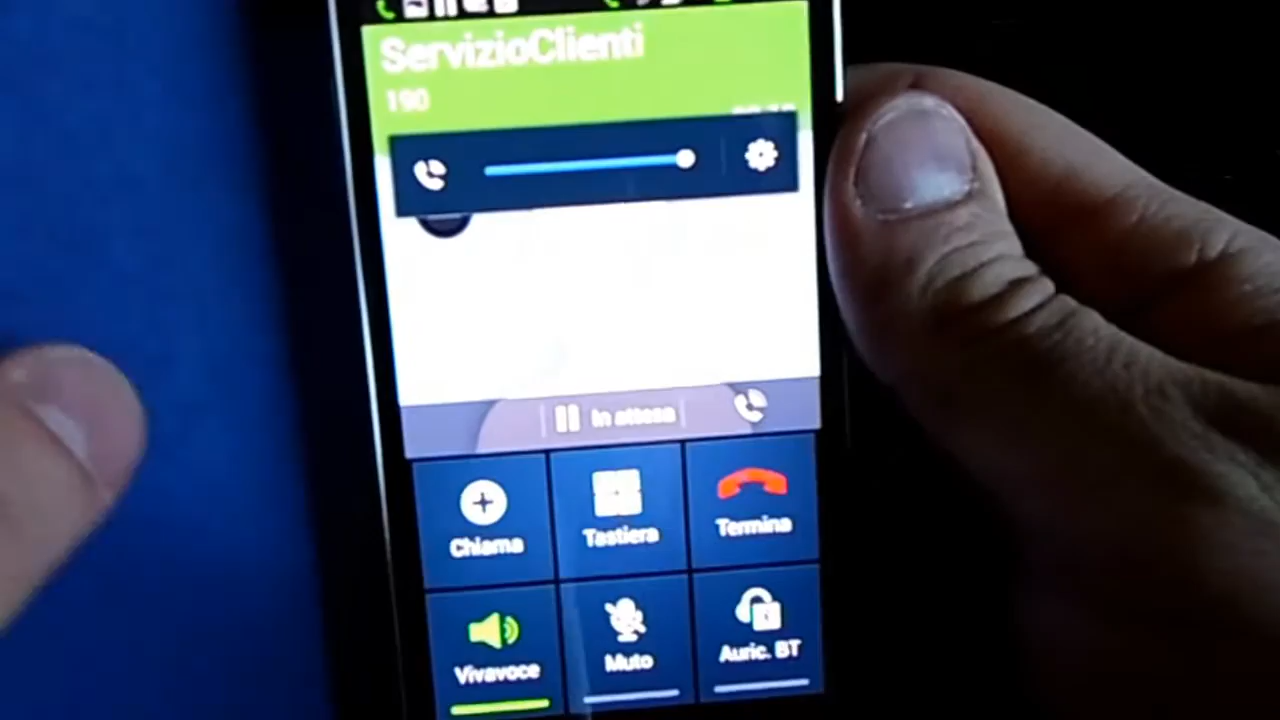 ServizioClienti
190
In attesa
Chiama
Tastiera
Termina
Vivavoce
Muto
Auric. BT